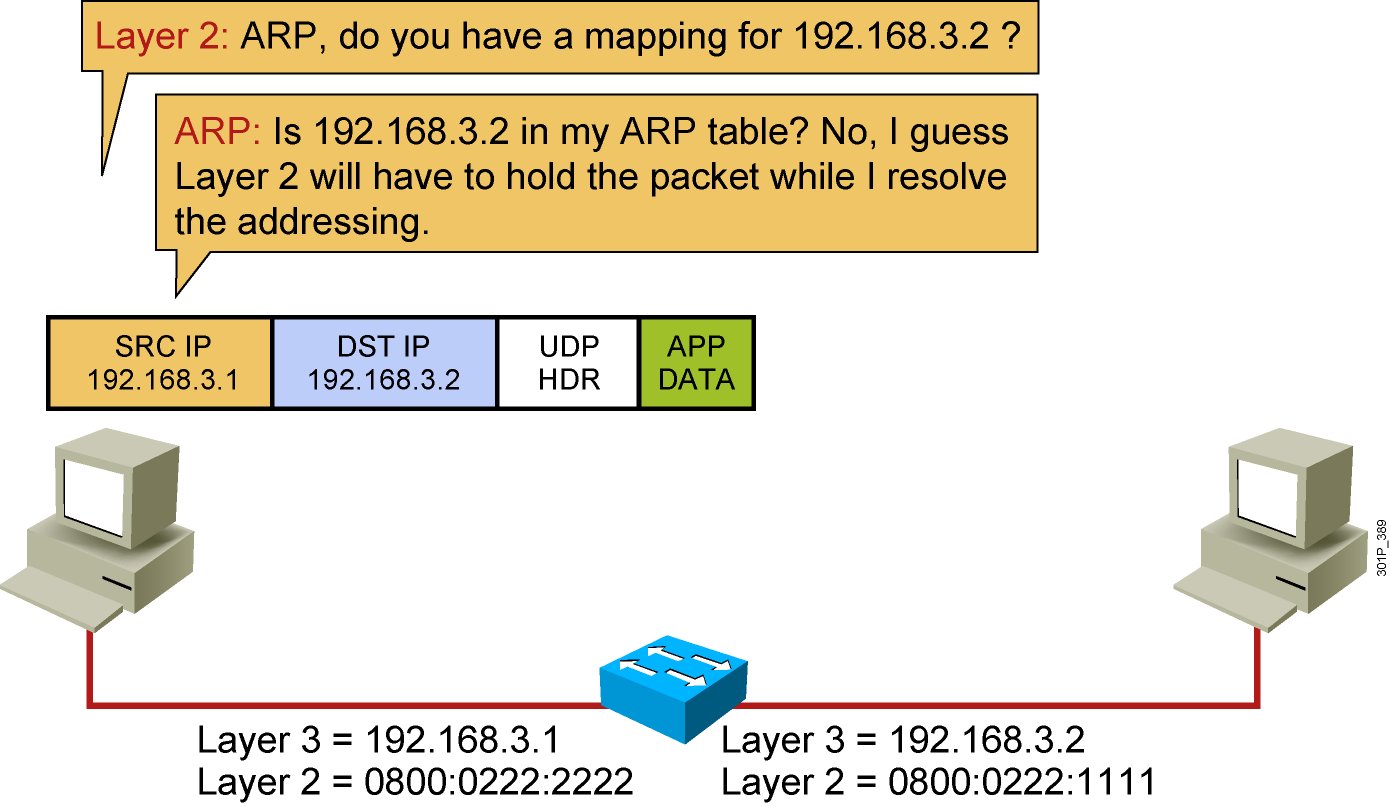 Layer 2: ARP, do you have a mapping for 192.168.3.2 ?
ARP: Is 192.168.3.2 in my ARP table? No, I guess
Layer 2 will have to hold the packet while I resolve
the addressing.
SRC IP
192.168.3.1
DST IP
192.168.3.2
UDP
HDR
APP
DATA
301P_389
Layer 3 = 192.168.3.1
Layer 2 = 0800:0222:2222
Layer 3 = 192.168.3.2
Layer 2 = 0800:0222:1111